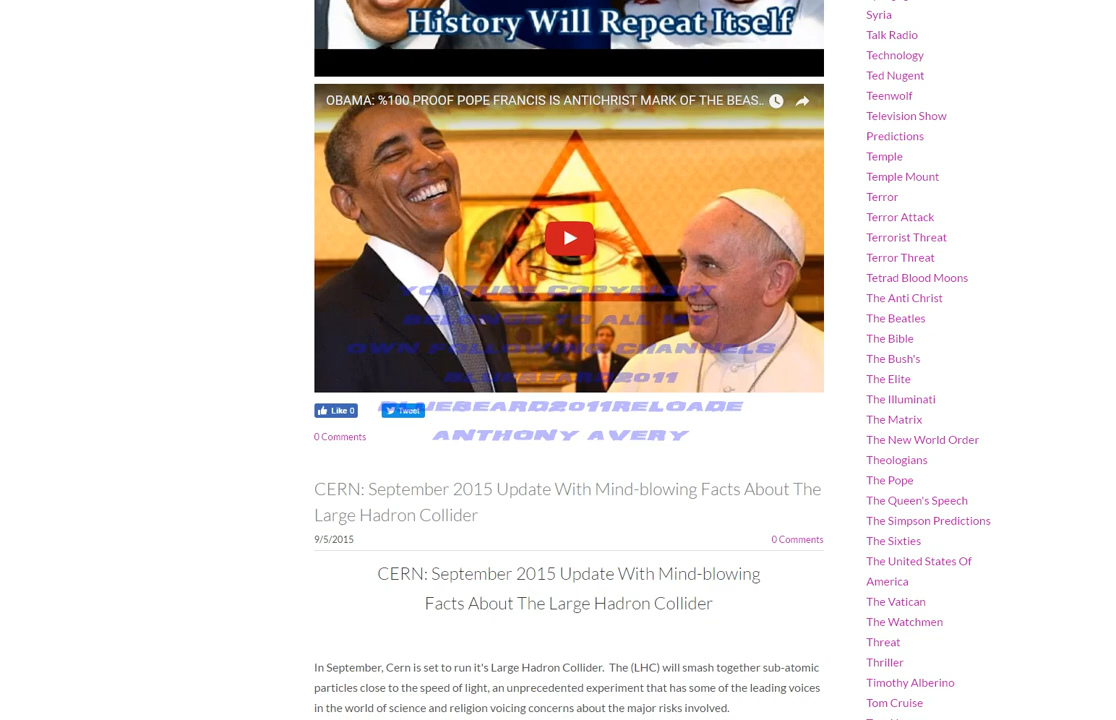 History Will Repeat Itself
OBAMA: %100 PROOF POPE FRANCIS IS ANTICHRIST MARK OF THE BEAS..
YOUTUBE COPYRIGHT
BELONGS TO ALL MY
OWN FOLLOWING CHANNELS
BLUEBEARD2011
BLUEBEARD2011RELOADE
ANTHONY AVERY
Like 0
Tweet
0 Comments
CERN: September 2015 Update With Mind-blowing Facts About The
Large Hadron Collider
9/5/2015
0 Comments
CERN: September 2015 Update With Mind-blowing
Facts About The Large Hadron Collider
In September, Cern is set to run it's Large Hadron Collider. The (LHC) will smash together sub-atomic
particles close to the speed of light, an unprecedented experiment that has some of the leading voices
in the world of science and religion voicing concerns about the major risks involved.
Syria
Talk Radio
Technology
Ted Nugent
Teenwolf
Television Show
Predictions
Temple
Temple Mount
Terror
Terror Attack
Terrorist Threat
Terror Threat
Tetrad Blood Moons
The Anti Christ
The Beatles
The Bible
The Bush's
The Elite
The Illuminati
The Matrix
The New World Order
Theologians
The Pope
The Queen's Speech
The Simpson Predictions
The Sixties
The United States Of
America
The Vatican
The Watchmen
Threat
Thriller
Timothy Alberino
Tom Cruise